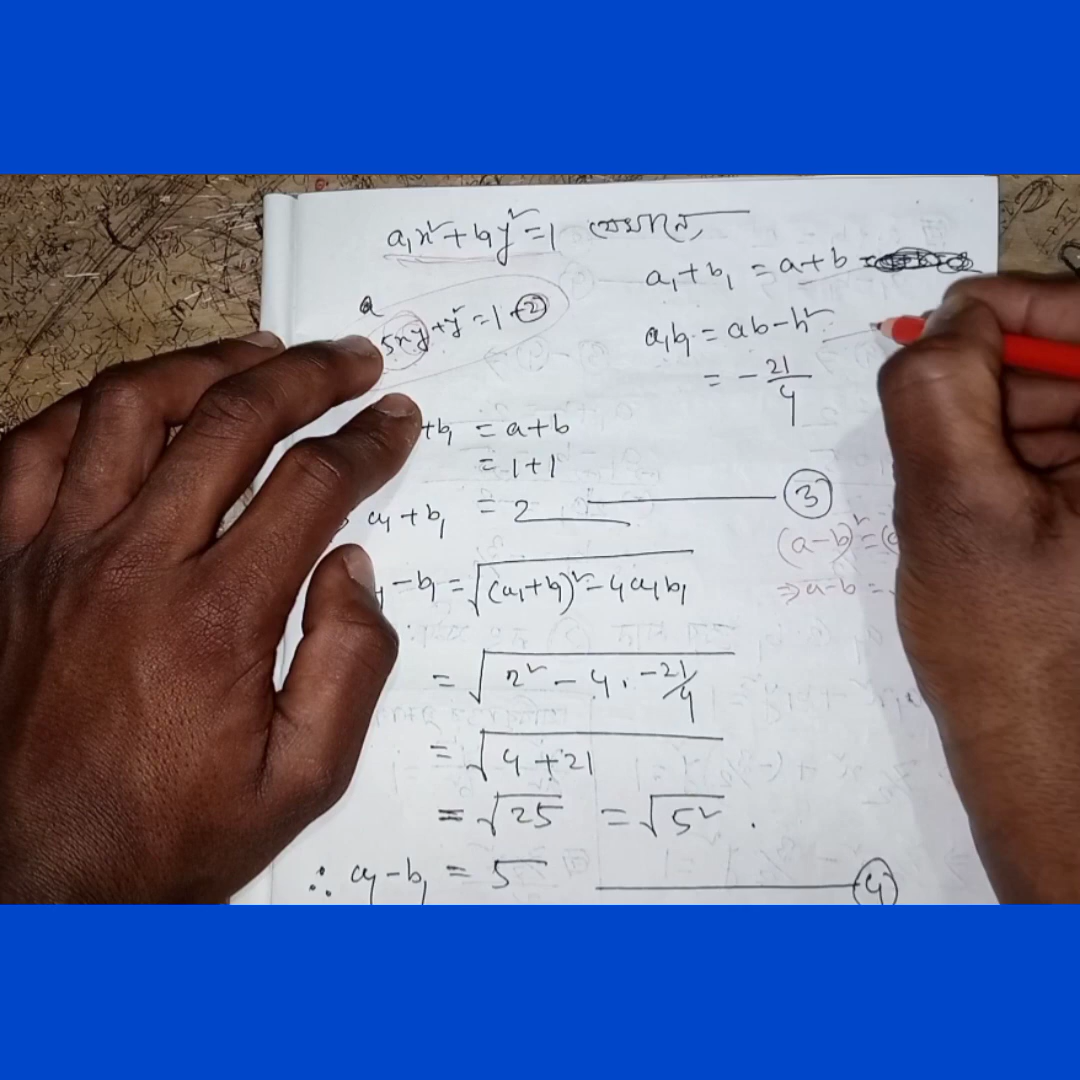 a₁x² + b₁y² = 1 যেখানে
a₁ + b₁ = a + b
a
5xy + y² = 1 ②
a₁b₁ = ab - h²
= - 21/4
+ b₁ = a + b
= 1 + 1
a₁ + b₁ = 2 ③
(a-b)² = (
⇒ a-b =
- b₁ = √(a₁+b₁)² - 4a₁b₁
= √2² - 4 . -21/4
= √4 + 21
= √25 = √5² .
∴ a₁ - b₁ = 5 ④